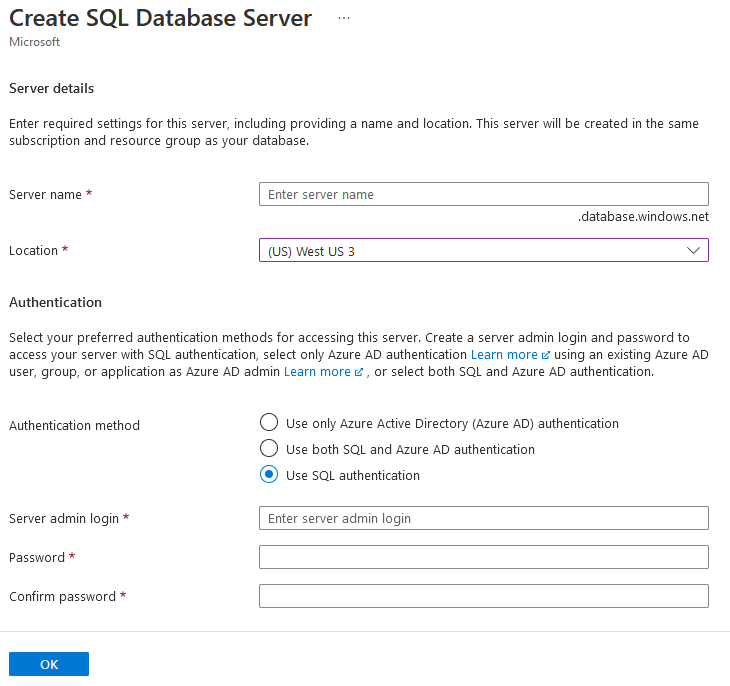 Create SQL Database Server ...
Microsoft
Server details
Enter required settings for this server, including providing a name and location. This server will be created in the same
subscription and resource group as your database.
Server name *
Enter server name
.database.windows.net
Location *
(US) West US 3
Authentication
Select your preferred authentication methods for accessing this server. Create a server admin login and password to
access your server with SQL authentication, select only Azure AD authentication Learn more using an existing Azure AD
user, group, or application as Azure AD admin Learn more , or select both SQL and Azure AD authentication.
Authentication method
Use only Azure Active Directory (Azure AD) authentication
Use both SQL and Azure AD authentication
Use SQL authentication
Server admin login *
Enter server admin login
Password *
Confirm password *
OK